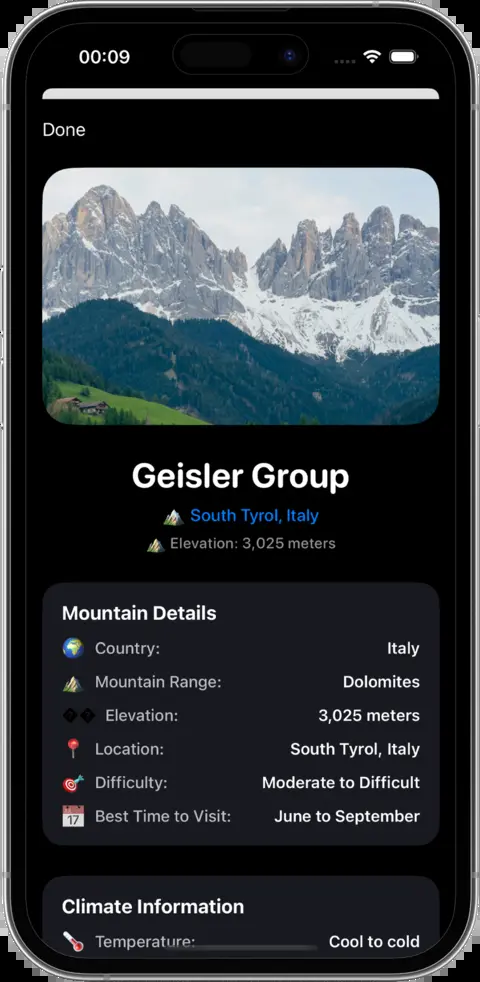 00:09
Done
Geisler Group
⛰️ South Tyrol, Italy
⛰️ Elevation: 3,025 meters
Mountain Details
🌍 Country: Italy
⛰️ Mountain Range: Dolomites
�� Elevation: 3,025 meters
📍 Location: South Tyrol, Italy
🎯 Difficulty: Moderate to Difficult
📅 Best Time to Visit: June to September
Climate Information
🌡️ Temperature: Cool to cold